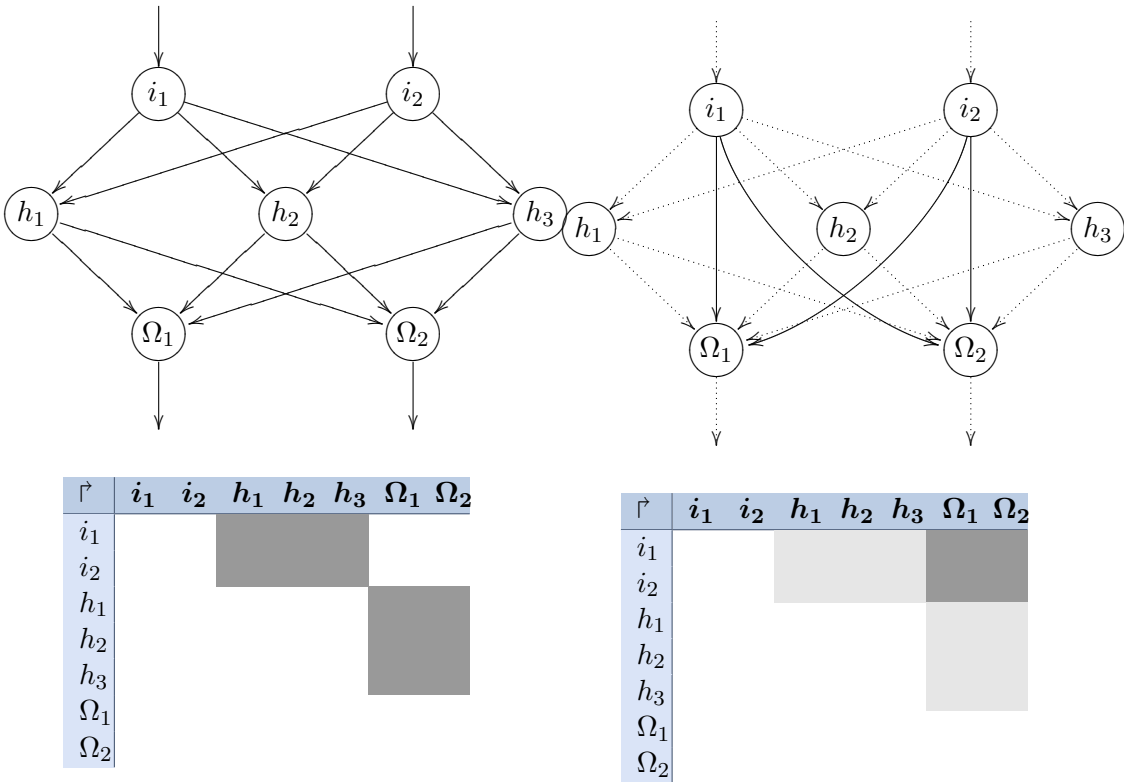 i₁ i₂
h₁ h₂ h₃
Ω₁ Ω₂
i₁ i₂
h₁ h₂ h₃
Ω₁ Ω₂
↱ i₁ i₂ h₁ h₂ h₃ Ω₁ Ω₂
i₁
i₂
h₁
h₂
h₃
Ω₁
Ω₂
↱ i₁ i₂ h₁ h₂ h₃ Ω₁ Ω₂
i₁
i₂
h₁
h₂
h₃
Ω₁
Ω₂